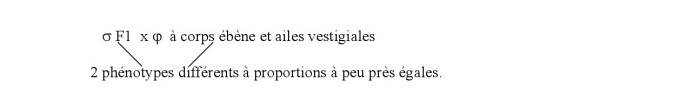 σ F1 x φ à corps ébène et ailes vestigiales
2 phénotypes différents à proportions à peu près égales.